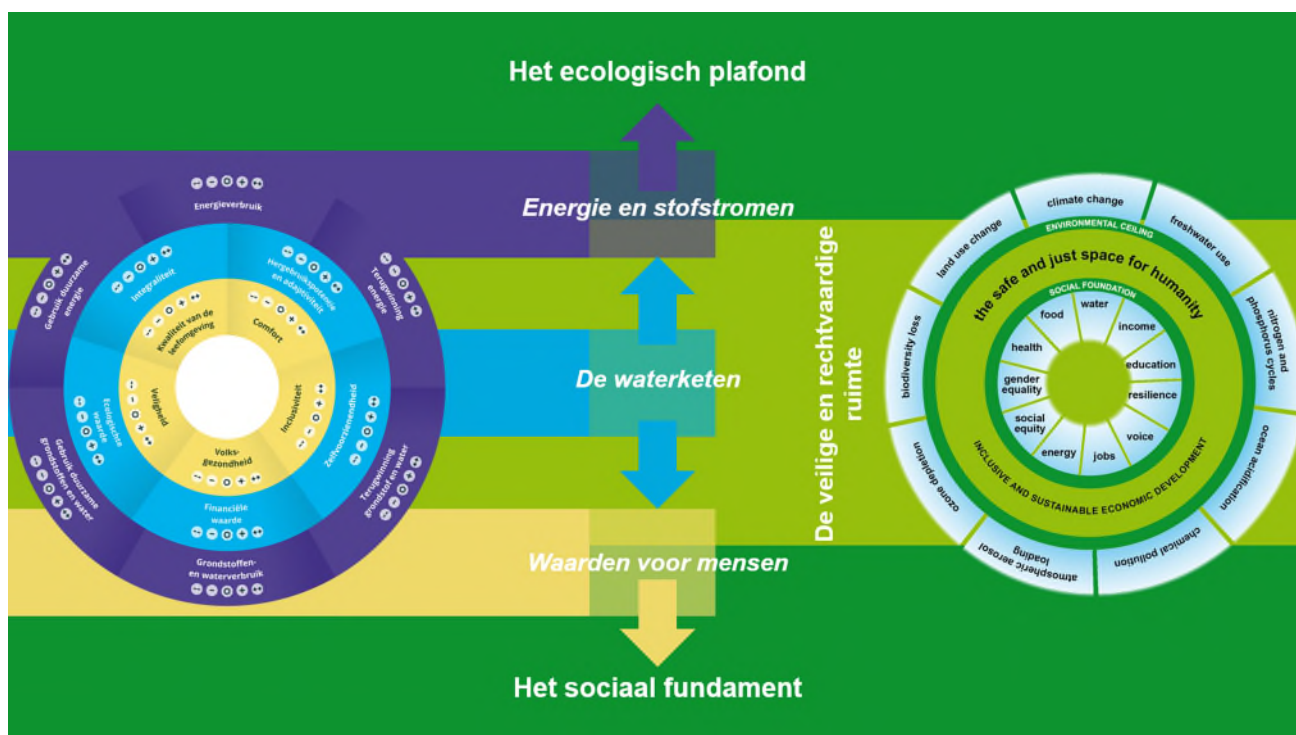 Het ecologisch plafond
Energie en stofstromen
De waterketen
Waarden voor mensen
Het sociaal fundament
De veilige en rechtvaardige
ruimte
Energieverbruik
Terugwinning
energie
Terugwinning
grondstof en water
Grondstoffen-
en waterverbruik
Gebruik duurzame
grondstoffen en water
Gebruik duurzame
energie
Integraliteit
Hergebruikspotentie
en adaptiviteit
Zelfvoorzienendheid
Financiële
waarde
Ecologischte
waarde
Kwaliteit van de
leefomgeving
Comfort
Inclusiviteit
Volks-
gezondheid
Veiligheid
climate change
freshwater use
nitrogen and
phosphorus cycles
ocean acidification
chemical pollution
atmospheric aerosol
loading
ozone depletion
biodiversity loss
land use change
ENVIRONMENTAL CEILING
the safe and just space for humanity
SOCIAL FOUNDATION
water
income
education
resilience
voice
jobs
energy
social
equity
gender
equality
health
food
INCLUSIVE AND SUSTAINABLE ECONOMIC DEVELOPMENT